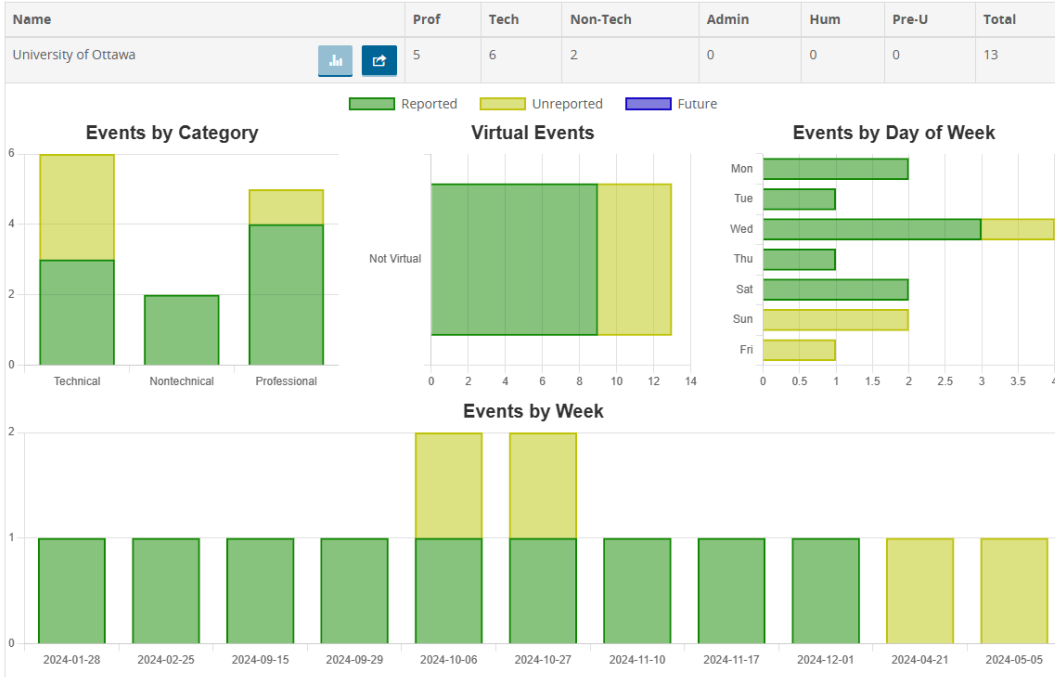 Name Prof Tech Non-Tech Admin Hum Pre-U Total
University of Ottawa 5 6 2 0 0 0 13
Reported Unreported Future
Events by Category
6
4
2
0
Technical Nontechnical Professional
Virtual Events
Not Virtual
0 2 4 6 8 10 12 14
Events by Day of Week
Mon
Tue
Wed
Thu
Sat
Sun
Fri
0 0.5 1 1.5 2 2.5 3 3.5 4
Events by Week
2
1
0
2024-01-28 2024-02-25 2024-09-15 2024-09-29 2024-10-06 2024-10-27 2024-11-10 2024-11-17 2024-12-01 2024-04-21 2024-05-05